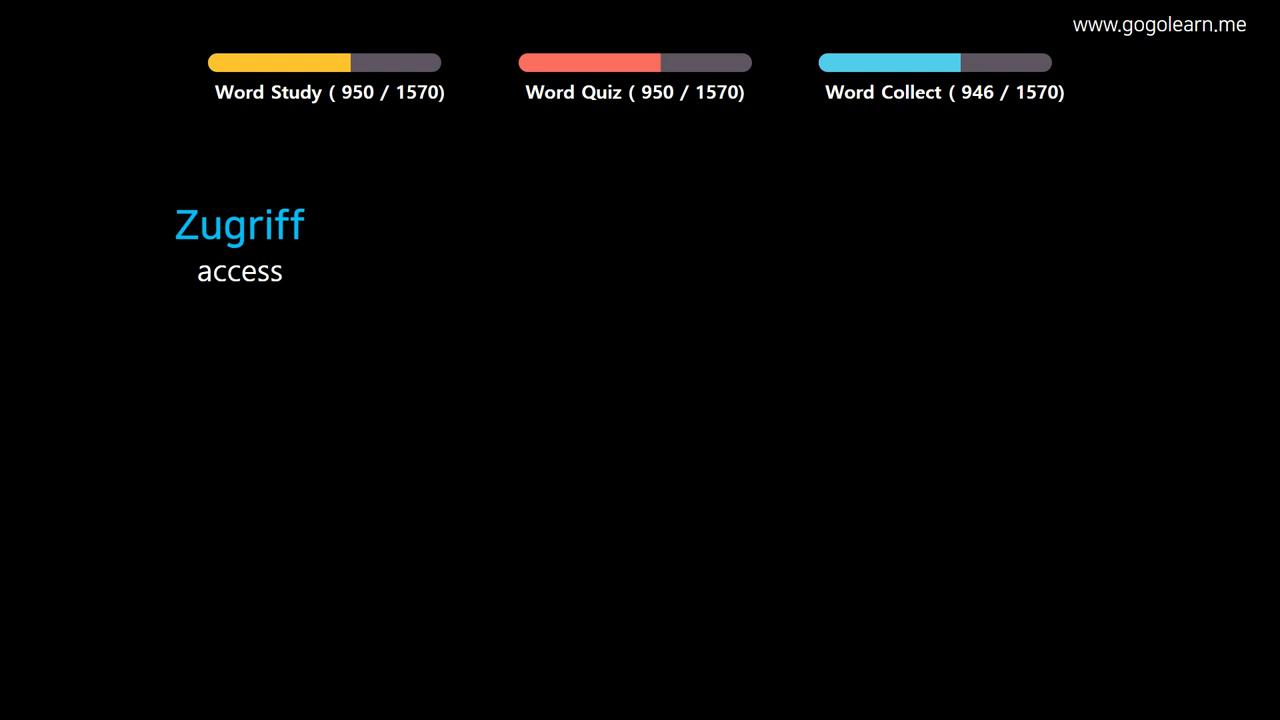 www.gogolearn.me
Word Study ( 950 / 1570)
Word Quiz ( 950 / 1570)
Word Collect ( 946 / 1570)
Zugriff
access